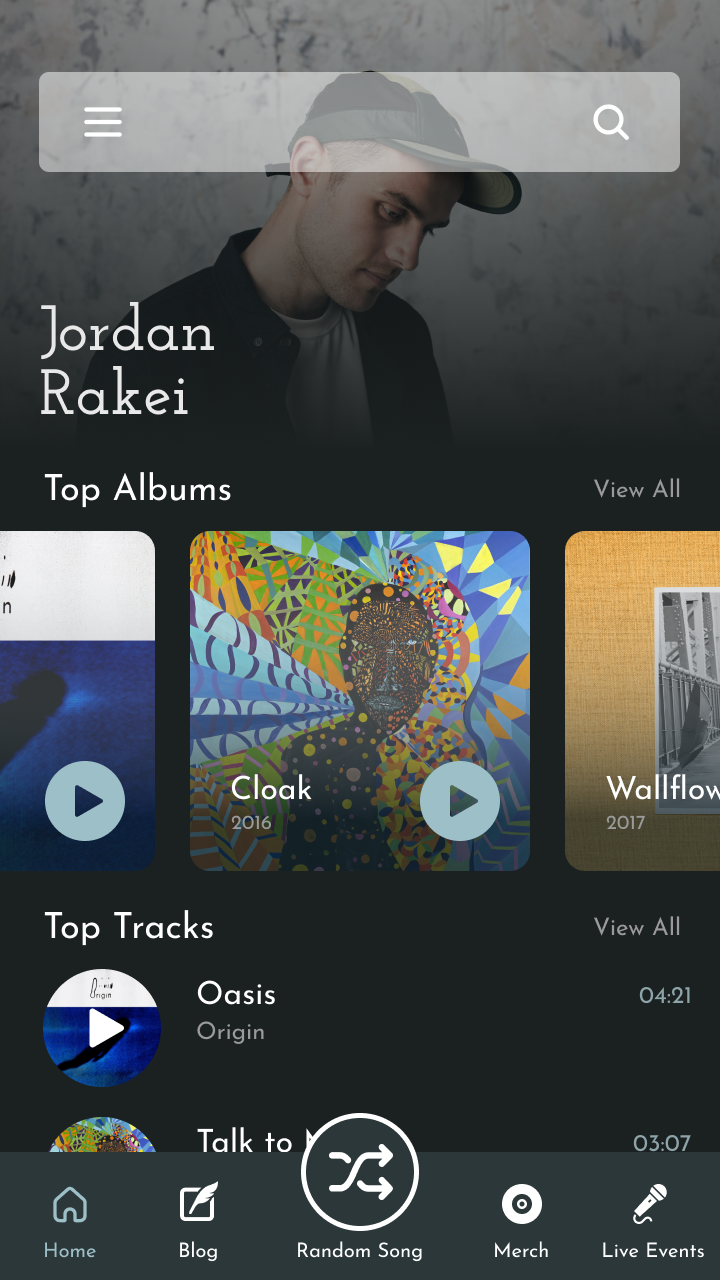 Jordan
Rakei
Top Albums
View All
n
Cloak
2016
Wallflow
2017
Top Tracks
View All
Origin
Oasis
04:21
Origin
Talk to
03:07
Home
Blog
Random Song
Merch
Live Events